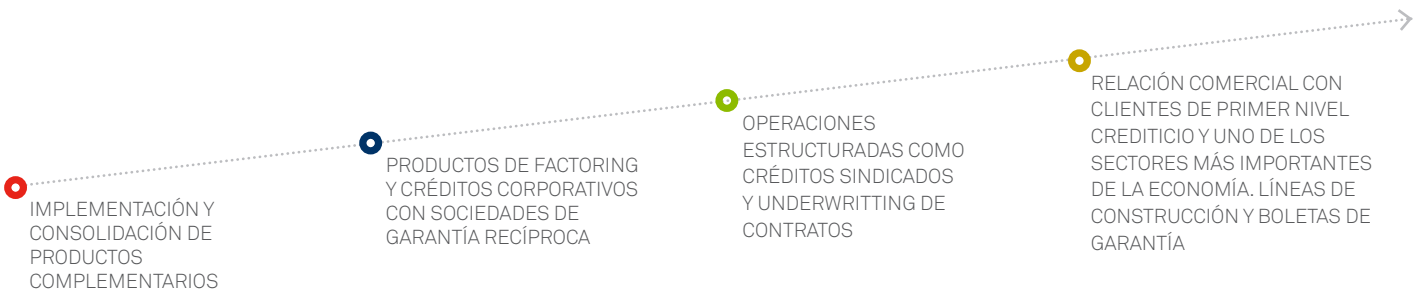 IMPLEMENTACIÓN Y
CONSOLIDACIÓN DE
PRODUCTOS
COMPLEMENTARIOS
PRODUCTOS DE FACTORING
Y CRÉDITOS CORPORATIVOS
CON SOCIEDADES DE
GARANTÍA RECÍPROCA
OPERACIONES
ESTRUCTURADAS COMO
CRÉDITOS SINDICADOS
Y UNDERWRITTING DE
CONTRATOS
RELACIÓN COMERCIAL CON
CLIENTES DE PRIMER NIVEL
CREDITICIO Y UNO DE LOS
SECTORES MÁS IMPORTANTES
DE LA ECONOMÍA. LÍNEAS DE
CONSTRUCCIÓN Y BOLETAS DE
GARANTÍA